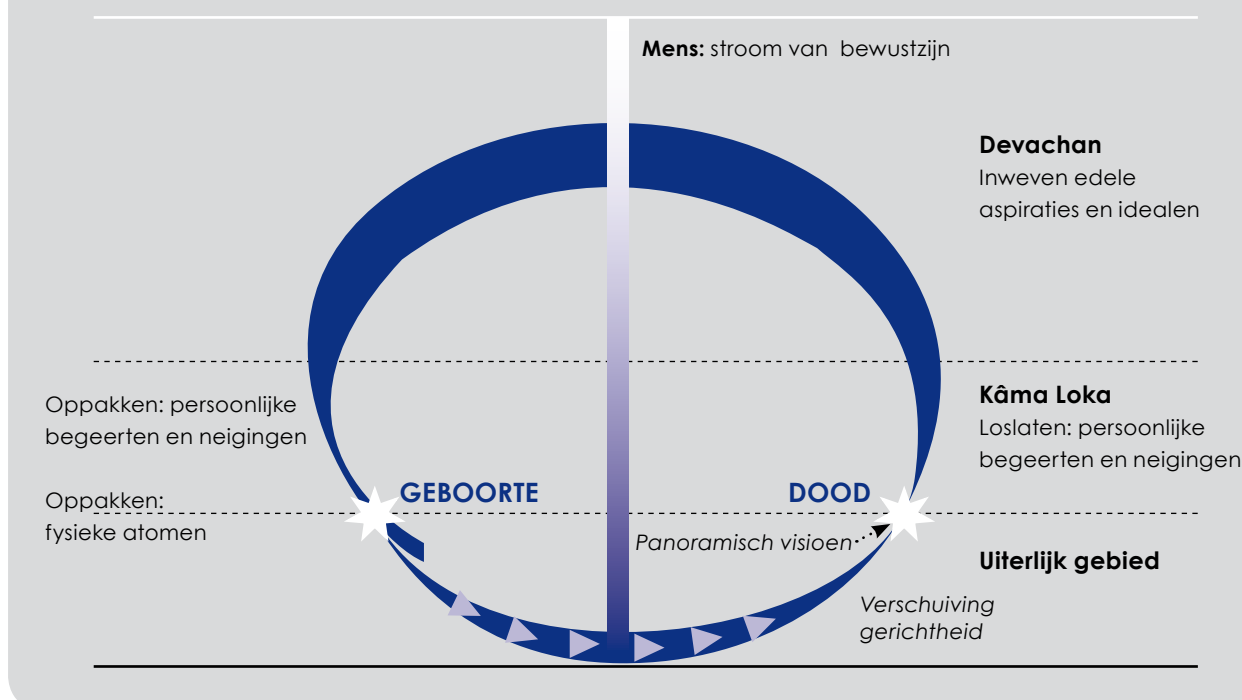 Mens: stroom van bewustzijn
Devachan
Inweven edele
aspiraties en idealen
Oppakken: persoonlijke
begeerten en neigingen
Kâma Loka
Loslaten: persoonlijke
begeerten en neigingen
Oppakken:
fysieke atomen
GEBOORTE
DOOD
Panoramisch visioen
Uiterlijk gebied
Verschuiving
gerichtheid